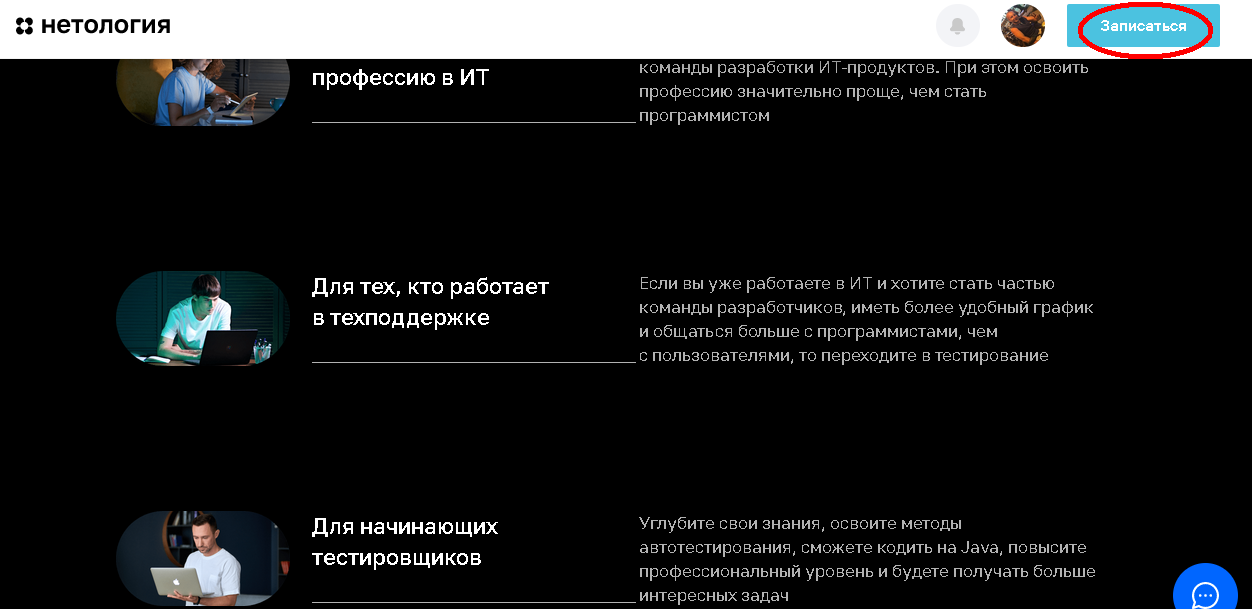 нетология
Записаться
профессию в ИТ
команды разработки ИТ-продуктов. При этом освоить
профессию значительно проще, чем стать
программистом
Для тех, кто работает
в техподдержке
Если вы уже работаете в ИТ и хотите стать частью
команды разработчиков, иметь более удобный график
и общаться больше с программистами, чем
с пользователями, то переходите в тестирование
Для начинающих
тестировщиков
Углубите свои знания, освоите методы
автотестирования, сможете кодить на Java, повысите
профессиональный уровень и будете получать больше
интересных задач